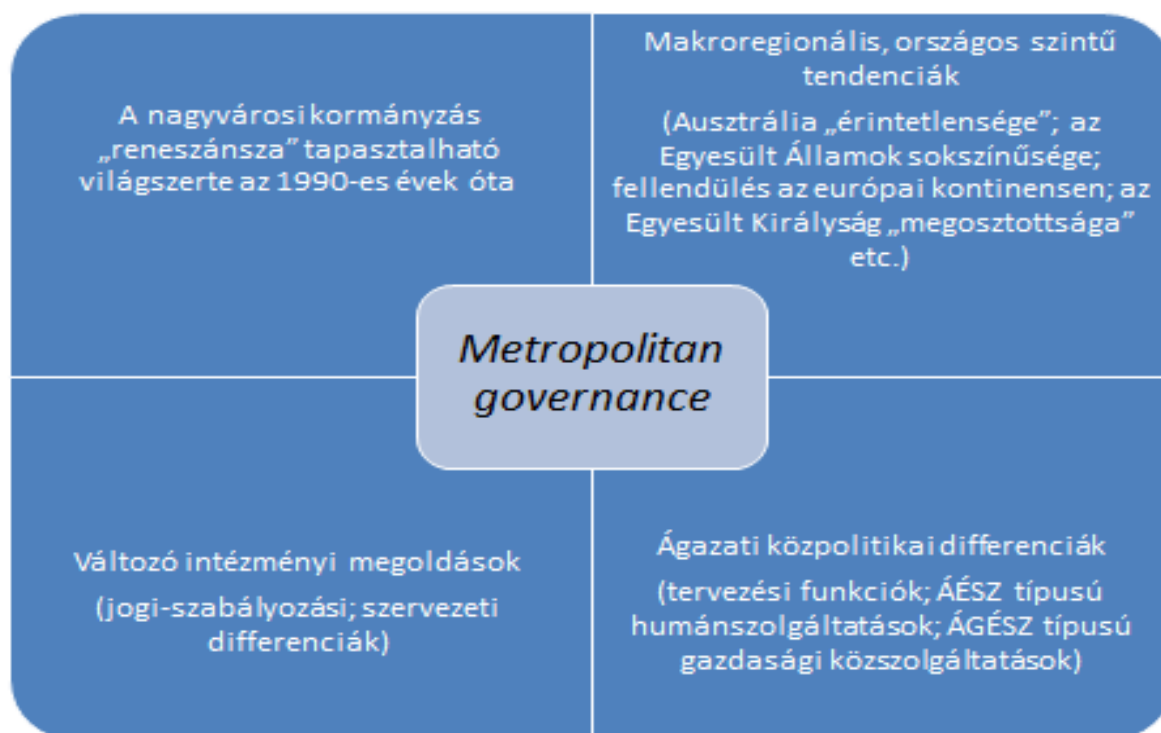 A nagyvárosi kormányzás
„reneszánsza” tapasztalható
világszerte az 1990-es évek óta
Makroregionális, országos szintű
tendenciák
(Ausztrália „érintetlensége”; az
Egyesült Államok sokszínűsége;
fellendülés az európai kontinensen; az
Egyesült Királyság „megosztottsága”
etc.)
Metropolitan
governance
Változó intézményi megoldások
(jogi-szabályozási; szervezeti
differenciák)
Ágazati közpolitikai differenciák
(tervezési funkciók; ÁÉSZ típusú
humánszolgáltatások; ÁGÉSZ típusú
gazdasági közszolgáltatások)